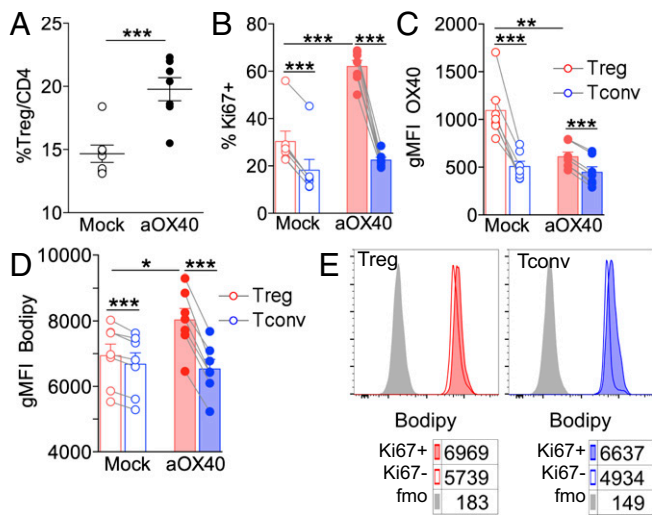 A
***
%Treg/CD4
25
20
15
10
Mock aOX40
B
***
***
***
% Ki67+
80
60
40
20
0
Mock aOX40
C
**
***
***
gMFI OX40
2000
1500
1000
500
0
Mock aOX40
Treg
Tconv
D
*
***
***
gMFI Bodipy
10000
8000
6000
4000
Mock aOX40
Treg
Tconv
E
Treg
Tconv
Bodipy
Bodipy
Ki67+ 6969
Ki67- 5739
fmo 183
Ki67+ 6637
Ki67- 4934
fmo 149